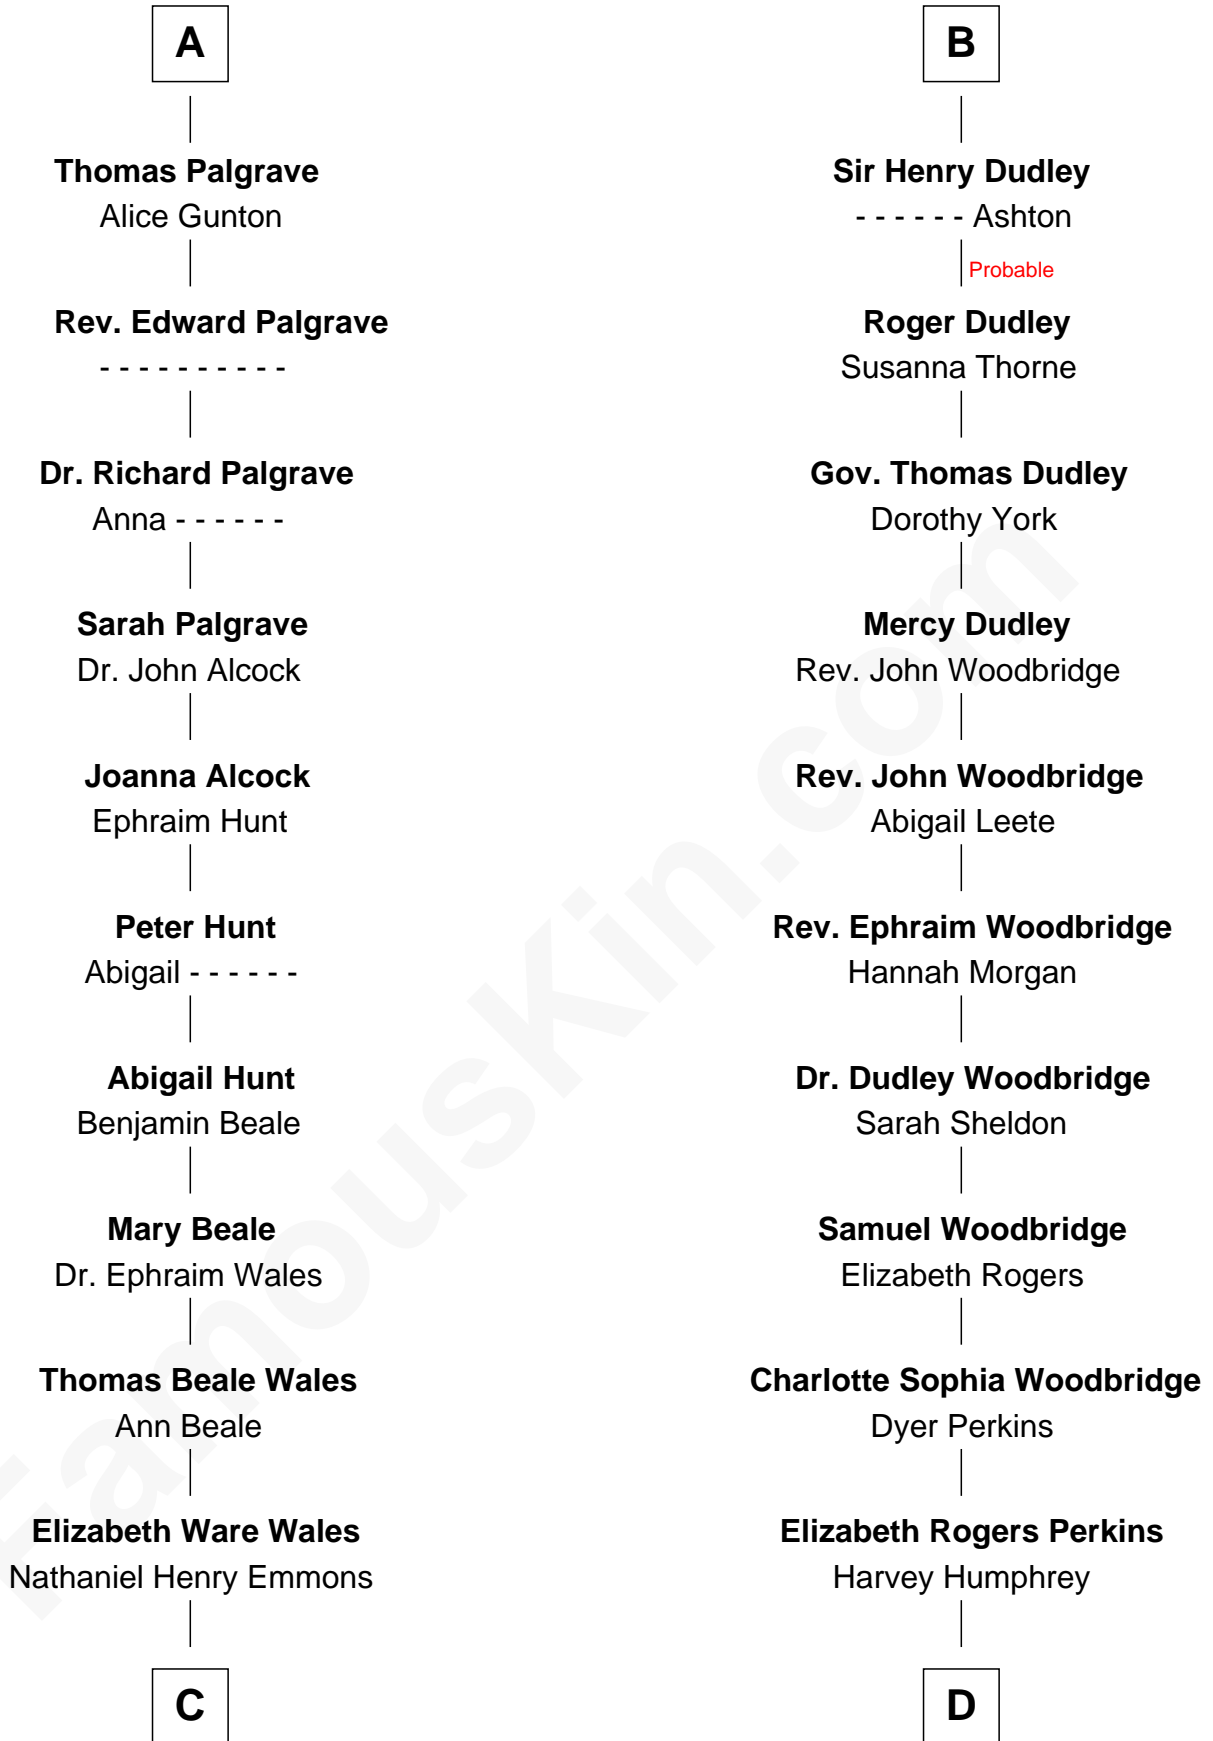 A
Thomas Palgrave
Alice Gunton
Rev. Edward Palgrave
- - - - - - - - - -
Dr. Richard Palgrave
Anna - - - - - -
Sarah Palgrave
Dr. John Alcock
Joanna Alcock
Ephraim Hunt
Peter Hunt
Abigail - - - - - -
Abigail Hunt
Benjamin Beale
Mary Beale
Dr. Ephraim Wales
Thomas Beale Wales
Ann Beale
Elizabeth Ware Wales
Nathaniel Henry Emmons
C
B
Sir Henry Dudley
- - - - - - Ashton
Probable
Roger Dudley
Susanna Thorne
Gov. Thomas Dudley
Dorothy York
Mercy Dudley
Rev. John Woodbridge
Rev. John Woodbridge
Abigail Leete
Rev. Ephraim Woodbridge
Hannah Morgan
Dr. Dudley Woodbridge
Sarah Sheldon
Samuel Woodbridge
Elizabeth Rogers
Charlotte Sophia Woodbridge
Dyer Perkins
Elizabeth Rogers Perkins
Harvey Humphrey
D
FamousKin.com